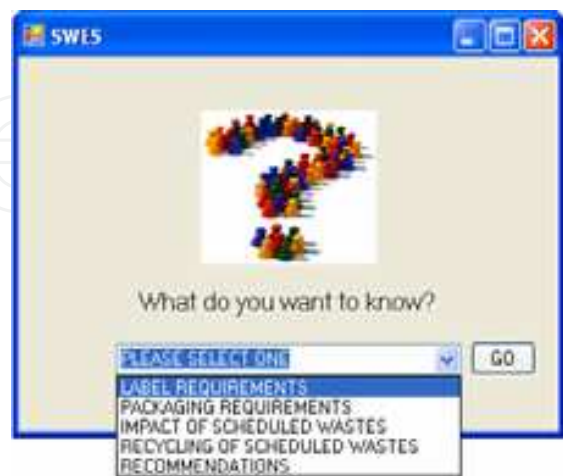 SWES
What do you want to know?
PLEASE SELECT ONE
GO
LABEL REQUIREMENTS
PACKAGING REQUIREMENTS
IMPACT OF SCHEDULED WASTES
RECYCLING OF SCHEDULED WASTES
RECOMMENDATIONS